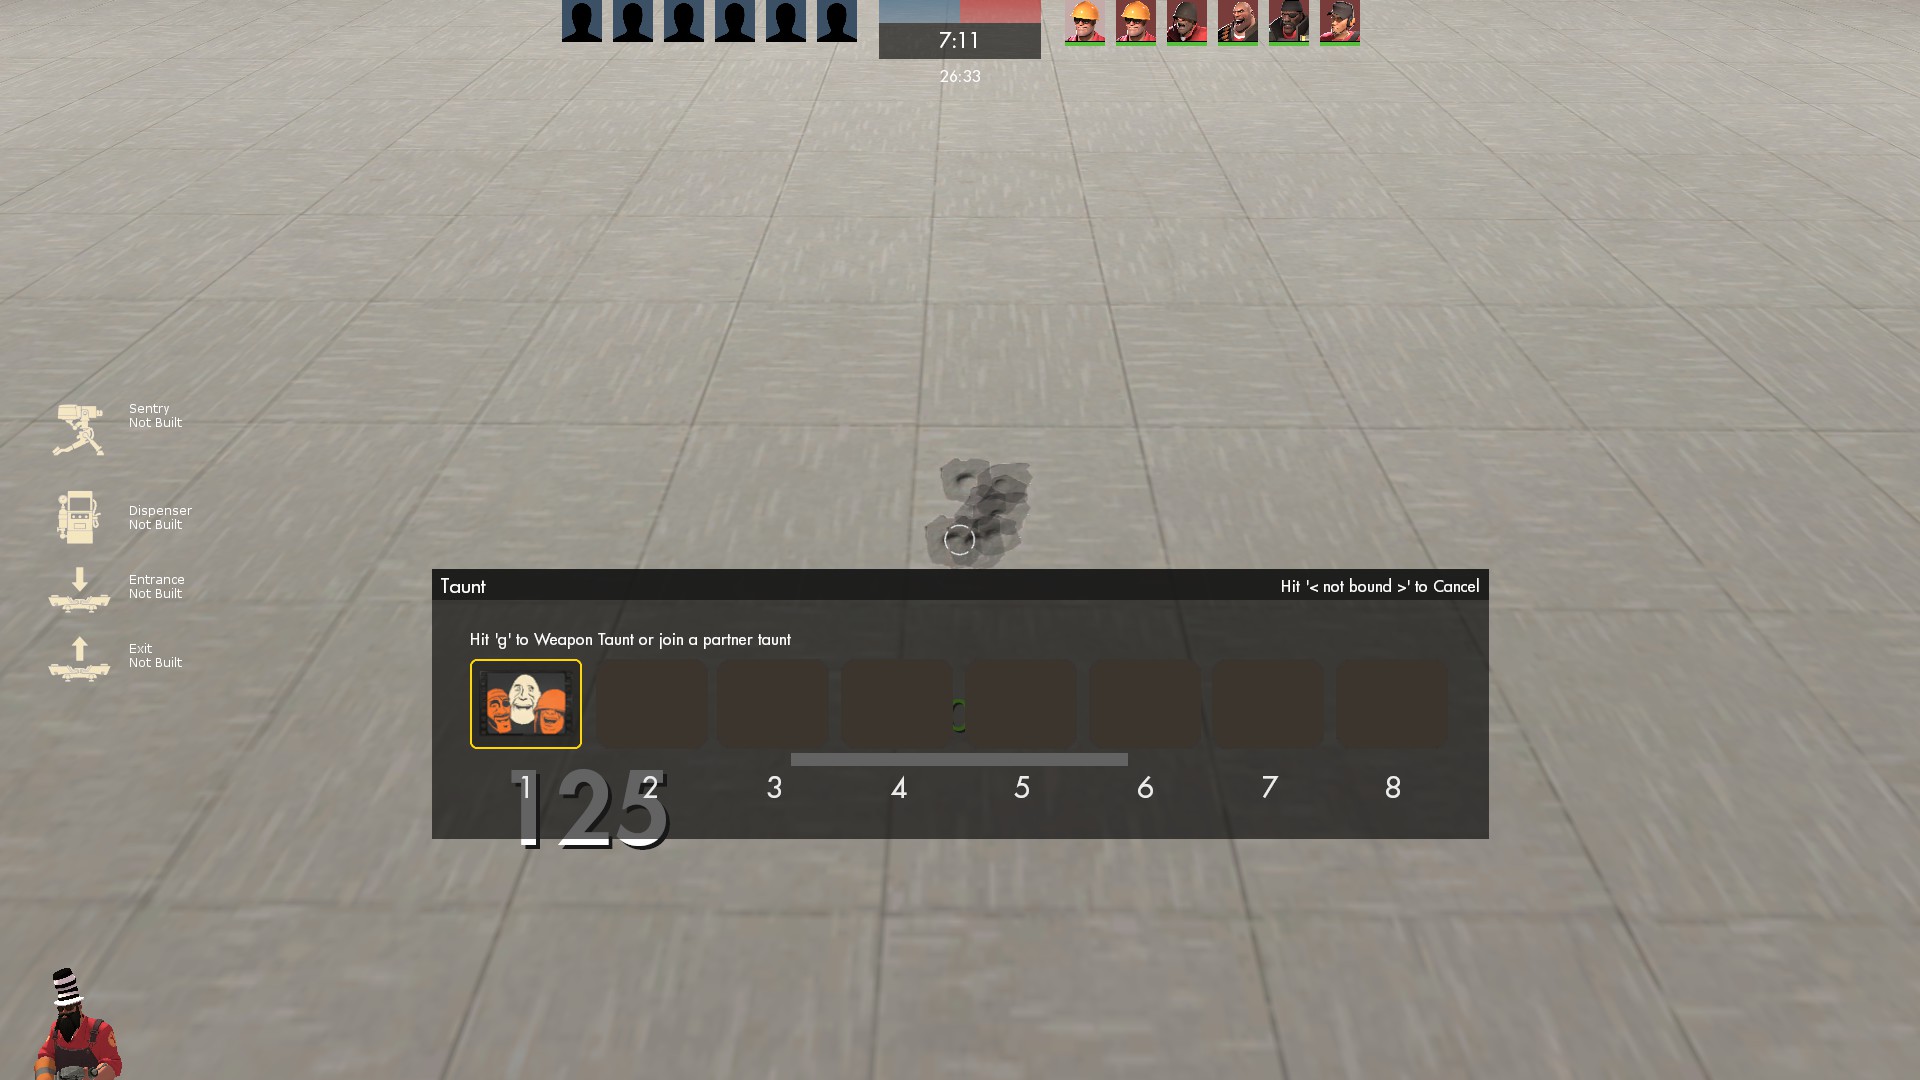 7:11
26:33
Sentry
Not Built
Dispenser
Not Built
Entrance
Not Built
Exit
Not Built
Taunt
Hit '< not bound >' to Cancel
Hit 'g' to Weapon Taunt or join a partner taunt
1 2 3 4 5 6 7 8
125